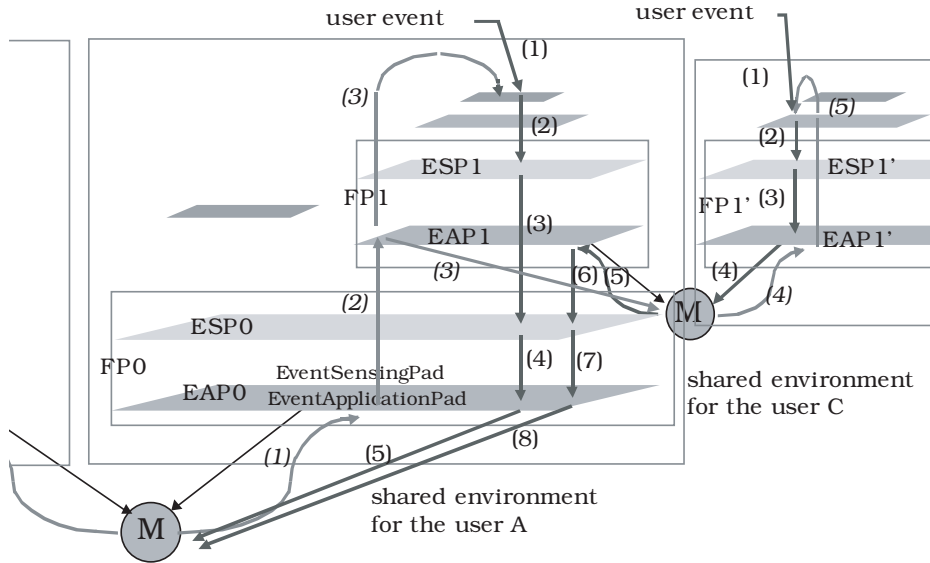 user event
user event
(1)
(1)
(3)
(5)
(2)
(2)
ESP1
ESP1'
FP1
(3)
FP1'
(3)
EAP1
EAP1'
(3)
(6)
(5)
(4)
(2)
(4)
M
ESP0
FP0
(4)
(7)
EventSensingPad
shared environment
for the user C
EAP0
EventApplicationPad
(8)
(1)
(5)
shared environment
for the user A
M